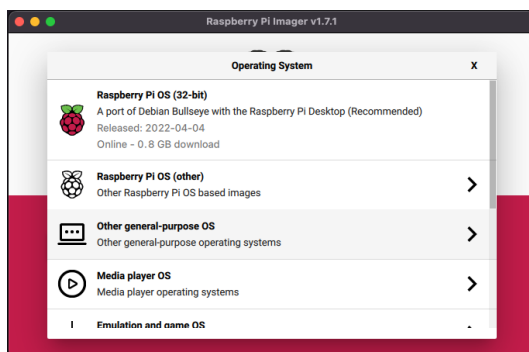 Raspberry Pi Imager v1.7.1
Operating System
X
Raspberry Pi OS (32-bit)
A port of Debian Bullseye with the Raspberry Pi Desktop (Recommended)
Released: 2022-04-04
Online - 0.8 GB download
Raspberry Pi OS (other)
Other Raspberry Pi OS based images
Other general-purpose OS
Other general-purpose operating systems
Media player OS
Media player operating systems
Emulation and game OS